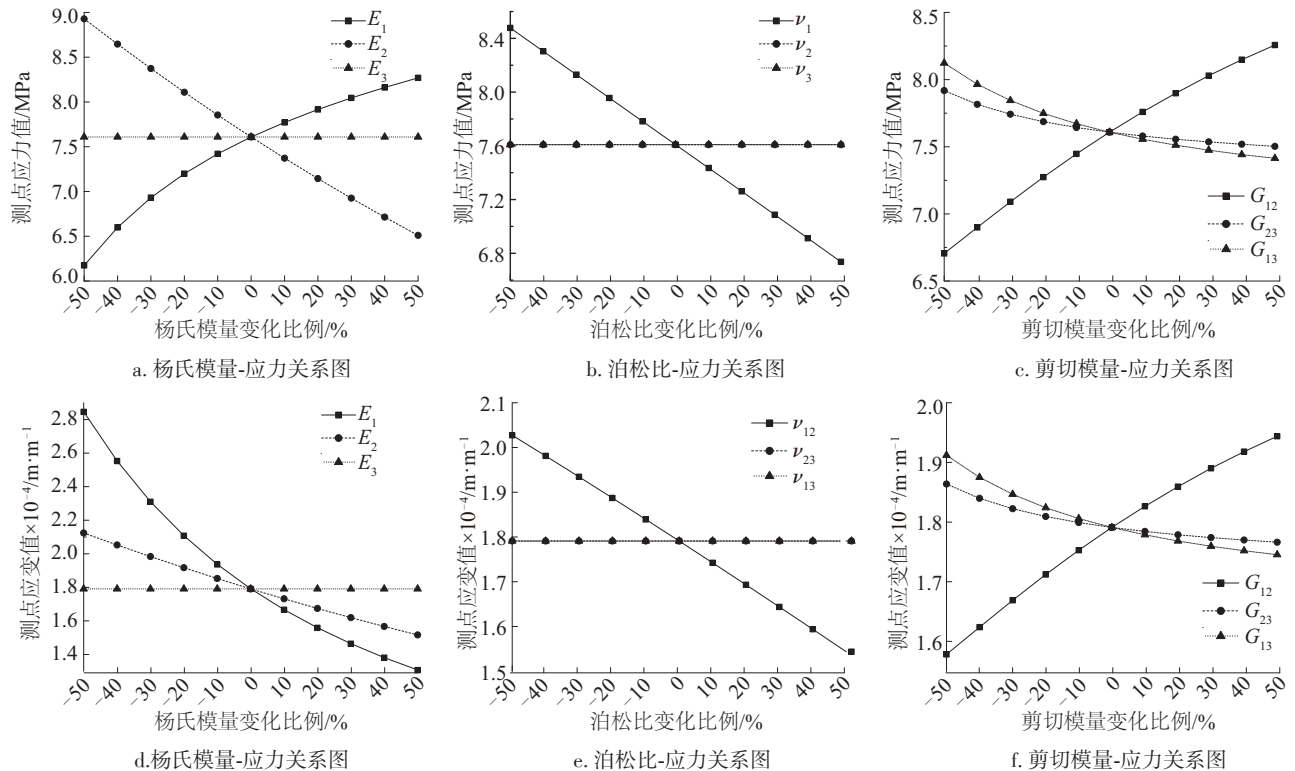 测点应力值/MPa
9.0
8.5
8.0
7.5
7.0
6.5
6.0
E1
E2
E3
-50 -40 -30 -20 -10 0 10 20 30 40 50
杨氏模量变化比例/%
a. 杨氏模量-应力关系图
测点应力值/MPa
8.4
8.0
7.6
7.2
6.8
ν1
ν2
ν3
-50 -40 -30 -20 -10 0 10 20 30 40 50
泊松比变化比例/%
b. 泊松比-应力关系图
测点应力值/MPa
8.5
8.0
7.5
7.0
6.5
G12
G23
G13
-50 -40 -30 -20 -10 0 10 20 30 40 50
剪切模量变化比例/%
c. 剪切模量-应力关系图
测点应变值×10⁻⁴/m·m⁻¹
2.8
2.6
2.4
2.2
2.0
1.8
1.6
1.4
E1
E2
E3
-50 -40 -30 -20 -10 0 10 20 30 40 50
杨氏模量变化比例/%
d.杨氏模量-应力关系图
测点应变值×10⁻⁴/m·m⁻¹
2.1
2.0
1.9
1.8
1.7
1.6
1.5
ν12
ν23
ν13
-50 -40 -30 -20 -10 0 10 20 30 40 50
泊松比变化比例/%
e. 泊松比-应力关系图
测点应变值×10⁻⁴/m·m⁻¹
2.0
1.9
1.8
1.7
1.6
G12
G23
G13
-50 -40 -30 -20 -10 0 10 20 30 40 50
剪切模量变化比例/%
f. 剪切模量-应力关系图